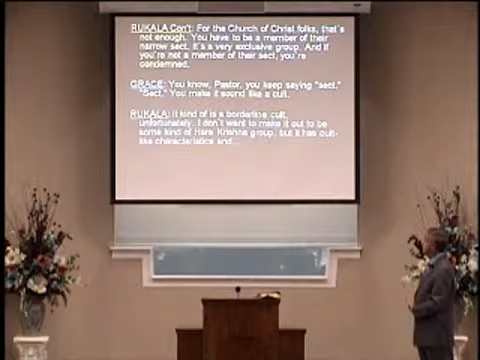 RUKALA Con't: For the Church of Christ folks, that's
not enough. You have to be a member of their
narrow sect. It's a very exclusive group. And if
you're not a member of their sect, you're
condemned.
GRACE: You know, Pastor, you keep saying "sect,"
"Sect." You make it sound like a cult.
RUKALA: It kind of is a borderline cult,
unfortunately. I don't want to make it out to be
some kind of Hare Krishna group, but it has cult-
like characteristics and...